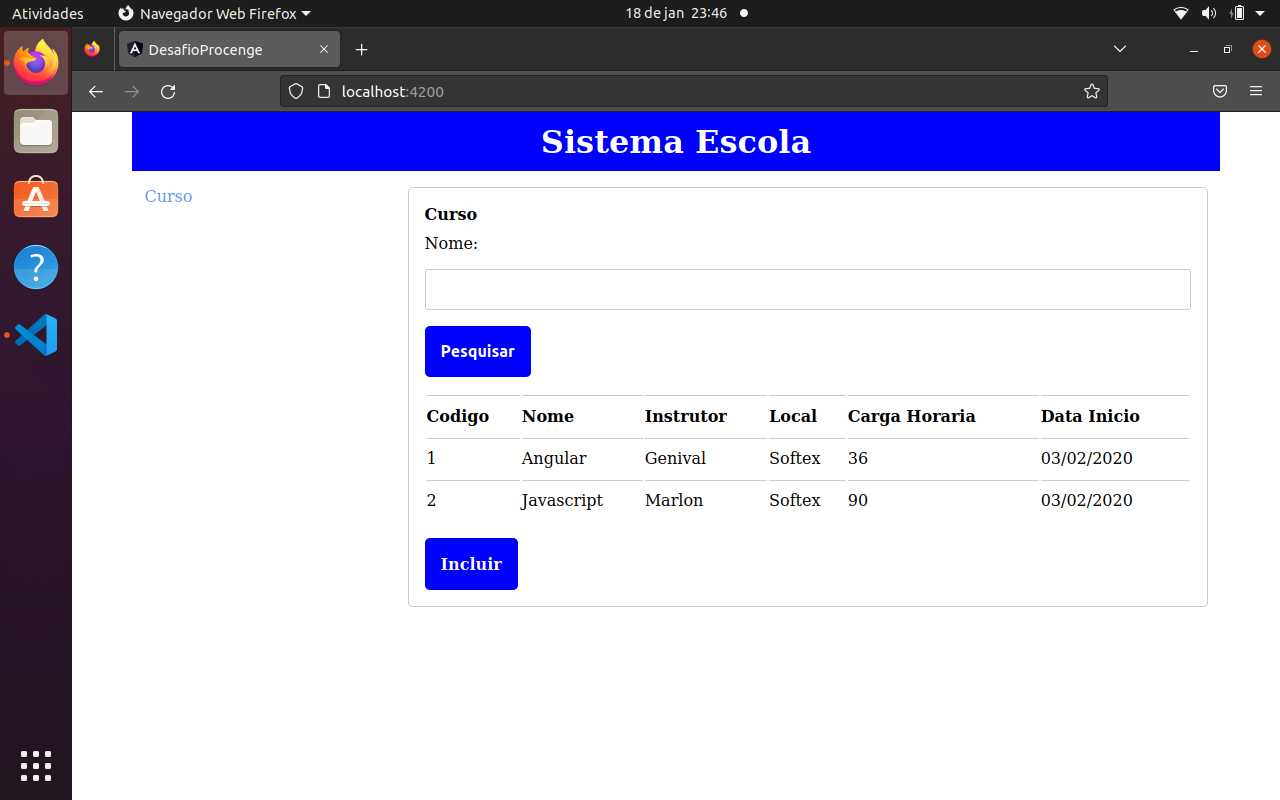 Atividades Navegador Web Firefox 18 de jan 23:46
DesafioProcenge
localhost:4200
Sistema Escola
Curso
Curso
Nome:
Pesquisar
Codigo Nome Instrutor Local Carga Horaria Data Inicio
1 Angular Genival Softex 36 03/02/2020
2 Javascript Marlon Softex 90 03/02/2020
Incluir